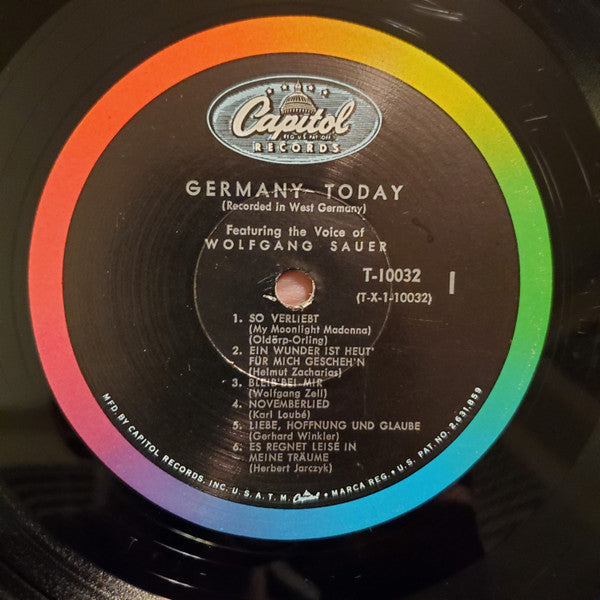 Capitol
REG. U.S. PAT. OFF.
RECORDS
GERMANY TODAY
(Recorded in West Germany)
Featuring the Voice of
WOLFGANG SAUER
T-10032
(T-X-1-10032)
1
1. SO VERLIEBT
(My Moonlight Madonna)
(Oldörp-Orling)
2. EIN WUNDER IST HEUT'
FÜR MICH GESCHEH'N
(Helmut Zacharias)
3. BLEIB'BEI MIR
(Wolfgang Zell)
4. NOVEMBERLIED
(Karl Loubé)
5. LIEBE, HOFFNUNG UND GLAUBE
(Gerhard Winkler)
6. ES REGNET LEISE IN
MEINE TRÄUME
(Herbert Jarczyk)
MFD. BY CAPITOL RECORDS, INC. U.S.A. T.M. Capitol • MARCA REG. • U.S. PAT. NO. 2,631,859